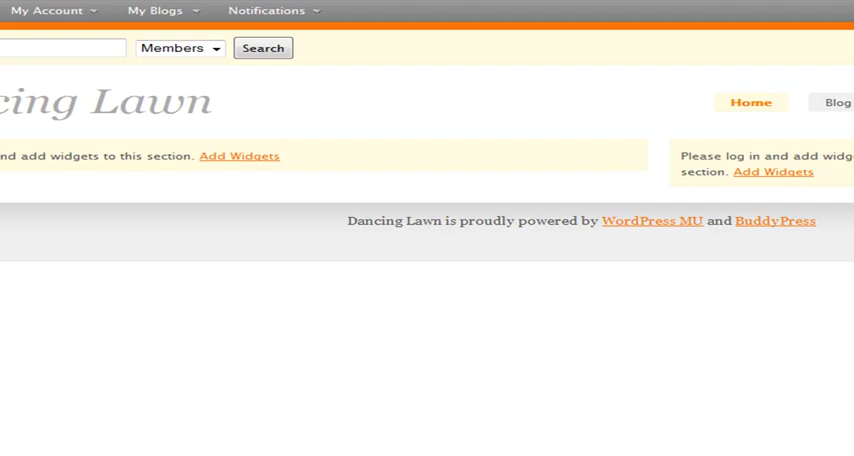 My Account My Blogs Notifications
Members Search
cing Lawn
Home Blog
nd add widgets to this section. Add Widgets
Please log in and add widg
section. Add Widgets
Dancing Lawn is proudly powered by WordPress MU and BuddyPress